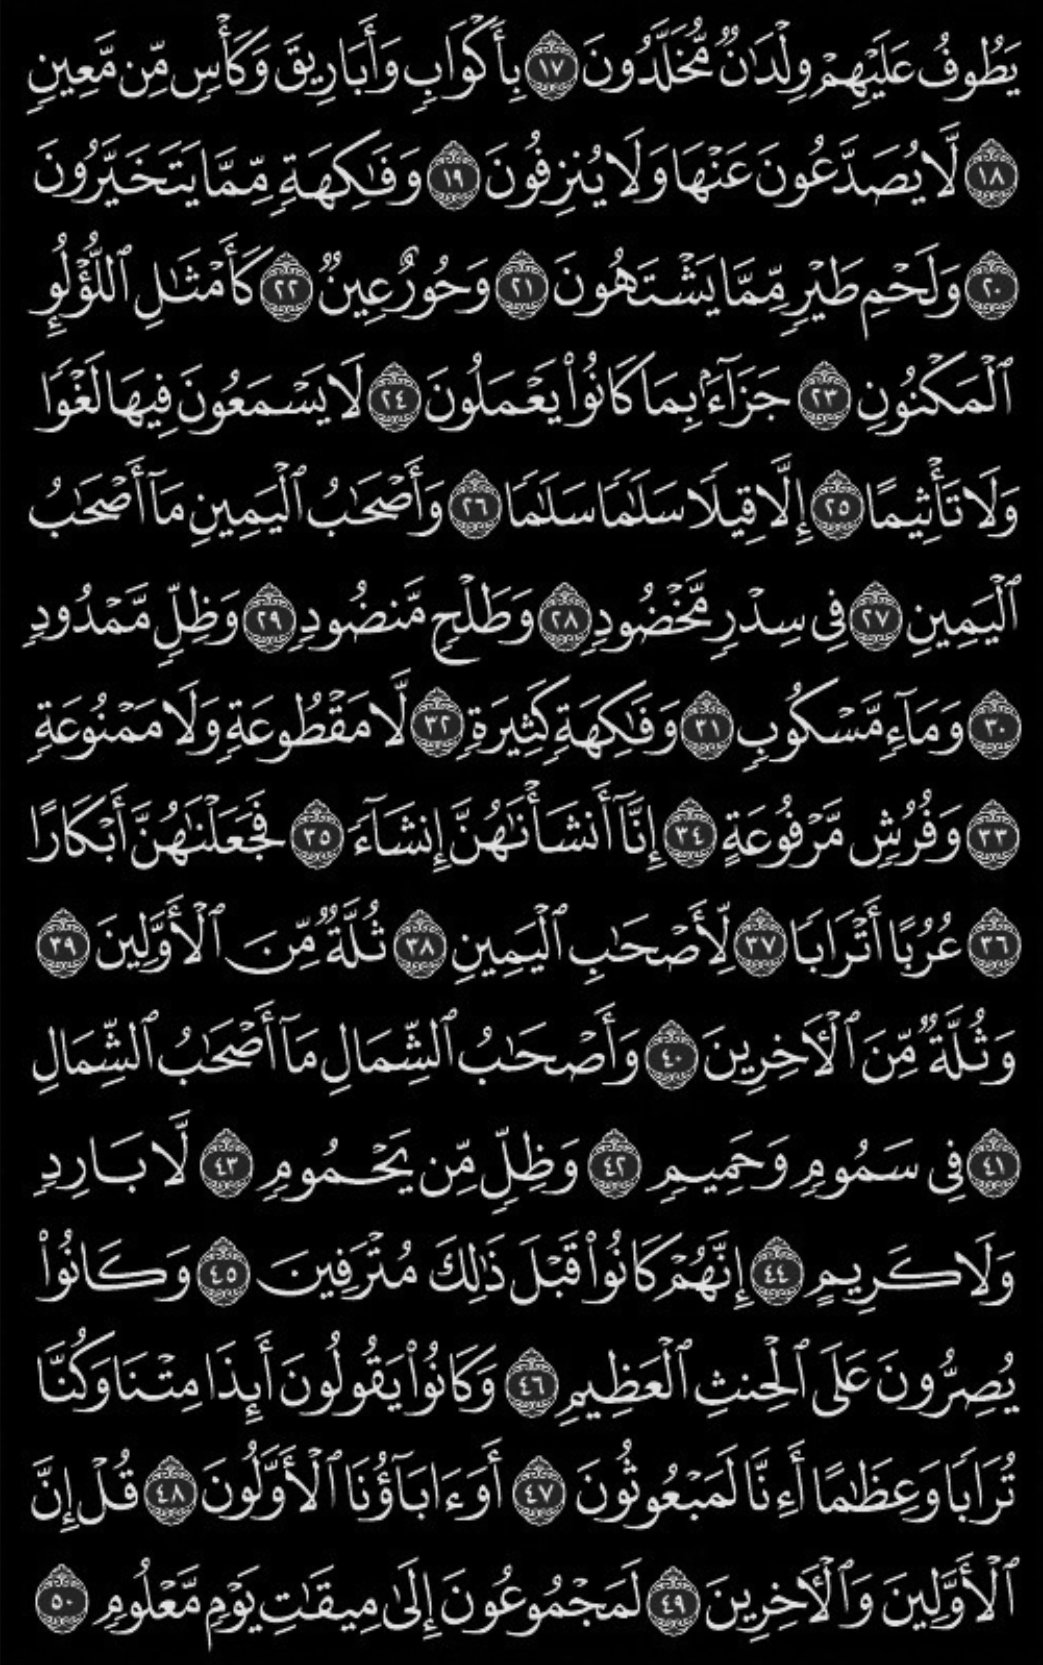 يَطُوفُ عَلَيْهِمْ وِلْدَٰنٌ مُّخَلَّدُونَ ١٧ بِأَكْوَابٍ وَأَبَارِيقَ وَكَأْسٍ مِّن مَّعِينٍ
١٨ لَّا يُصَدَّعُونَ عَنْهَا وَلَا يُنزِفُونَ ١٩ وَفَٰكِهَةٍ مِّمَّا يَتَخَيَّرُونَ
٢٠ وَلَحْمِ طَيْرٍ مِّمَّا يَشْتَهُونَ ٢١ وَحُورٌ عِينٌ ٢٢ كَأَمْثَٰلِ ٱللُّؤْلُؤِ
ٱلْمَكْنُونِ ٢٣ جَزَآءًۢ بِمَا كَانُوا۟ يَعْمَلُونَ ٢٤ لَا يَسْمَعُونَ فِيهَا لَغْوًا
وَلَا تَأْثِيمًا ٢٥ إِلَّا قِيلًا سَلَٰمًا سَلَٰمًا ٢٦ وَأَصْحَٰبُ ٱلْيَمِينِ مَآ أَصْحَٰبُ
ٱلْيَمِينِ ٢٧ فِى سِدْرٍ مَّخْضُودٍ ٢٨ وَطَلْحٍ مَّنضُودٍ ٢٩ وَظِلٍّ مَّمْدُودٍ
٣٠ وَمَآءٍ مَّسْكُوبٍ ٣١ وَفَٰكِهَةٍ كَثِيرَةٍ ٣٢ لَّا مَقْطُوعَةٍ وَلَا مَمْنُوعَةٍ
٣٣ وَفُرُشٍ مَّرْفُوعَةٍ ٣٤ إِنَّآ أَنشَأْنَٰهُنَّ إِنشَآءً ٣٥ فَجَعَلْنَٰهُنَّ أَبْكَارًا
٣٦ عُرُبًا أَتْرَابًا ٣٧ لِّأَصْحَٰبِ ٱلْيَمِينِ ٣٨ ثُلَّةٌ مِّنَ ٱلْأَوَّلِينَ ٣٩
وَثُلَّةٌ مِّنَ ٱلْءَاخِرِينَ ٤٠ وَأَصْحَٰبُ ٱلشِّمَالِ مَآ أَصْحَٰبُ ٱلشِّمَالِ
٤١ فِى سَمُومٍ وَحَمِيمٍ ٤٢ وَظِلٍّ مِّن يَحْمُومٍ ٤٣ لَّا بَارِدٍ
وَلَا كَرِيمٍ ٤٤ إِنَّهُمْ كَانُوا۟ قَبْلَ ذَٰلِكَ مُتْرَفِينَ ٤٥ وَكَانُوا۟
يُصِرُّونَ عَلَى ٱلْحِنثِ ٱلْعَظِيمِ ٤٦ وَكَانُوا۟ يَقُولُونَ أَئِذَا مِتْنَا وَكُنَّا
تُرَابًا وَعِظَٰمًا أَءِنَّا لَمَبْعُوثُونَ ٤٧ أَوَءَابَآؤُنَا ٱلْأَوَّلُونَ ٤٨ قُلْ إِنَّ
ٱلْأَوَّلِينَ وَٱلْءَاخِرِينَ ٤٩ لَمَجْمُوعُونَ إِلَىٰ مِيقَٰتِ يَوْمٍ مَّعْلُومٍ ٥٠